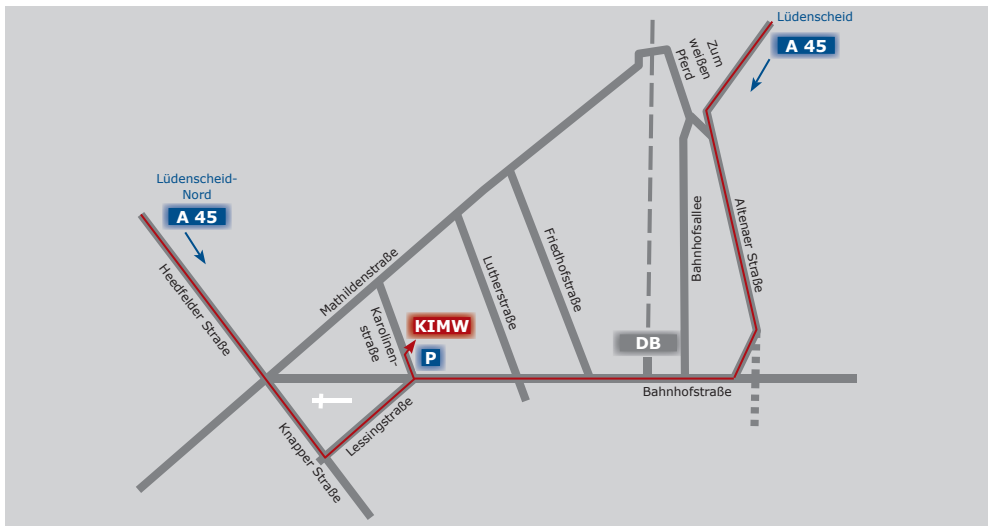 Lüdenscheid
A 45
Zum
weißen
Pferd
Lüdenscheid-
Nord
A 45
Heedfelder Straße
Mathildenstraße
Karolinen-
straße
Lutherstraße
Friedhofstraße
Bahnhofsallee
Altenaer Straße
KIMW
P
DB
Bahnhofstraße
Lessingstraße
Knapper Straße